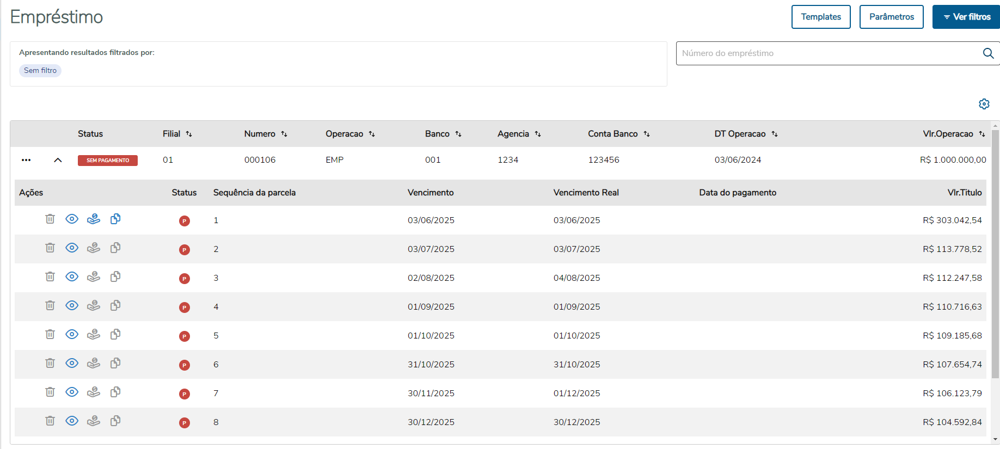 Empréstimo
Templates
Parâmetros
Ver filtros
Apresentando resultados filtrados por:
Sem filtro
Número do empréstimo
Status Filial Numero Operacao Banco Agencia Conta Banco DT Operacao Vlr.Operacao
SEM PAGAMENTO 01 000106 EMP 001 1234 123456 03/06/2024 R$ 1.000.000,00
Ações Status Sequência da parcela Vencimento Vencimento Real Data do pagamento Vlr.Titulo
P 1 03/06/2025 03/06/2025 R$ 303.042,54
P 2 03/07/2025 03/07/2025 R$ 113.778,52
P 3 02/08/2025 04/08/2025 R$ 112.247,58
P 4 01/09/2025 01/09/2025 R$ 110.716,63
P 5 01/10/2025 01/10/2025 R$ 109.185,68
P 6 31/10/2025 31/10/2025 R$ 107.654,74
P 7 30/11/2025 01/12/2025 R$ 106.123,79
P 8 30/12/2025 30/12/2025 R$ 104.592,84